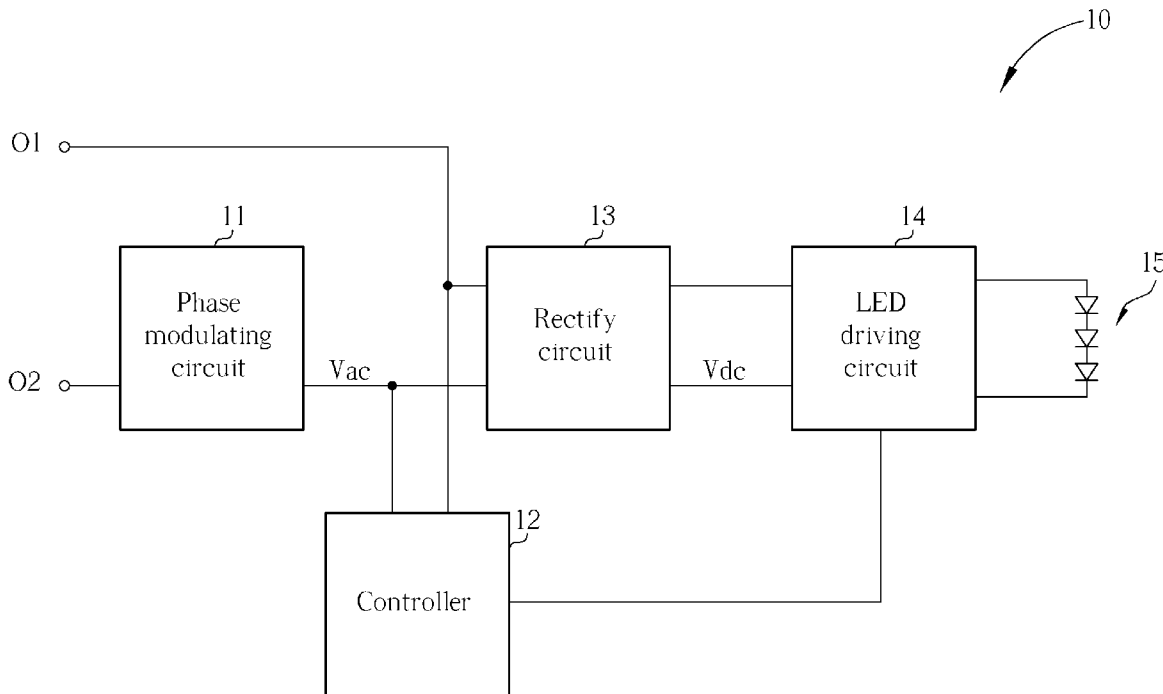 10
O1
11
13
14
15
Phase
modulating
circuit
Rectify
circuit
LED
driving
circuit
O2
Vac
Vdc
12
Controller